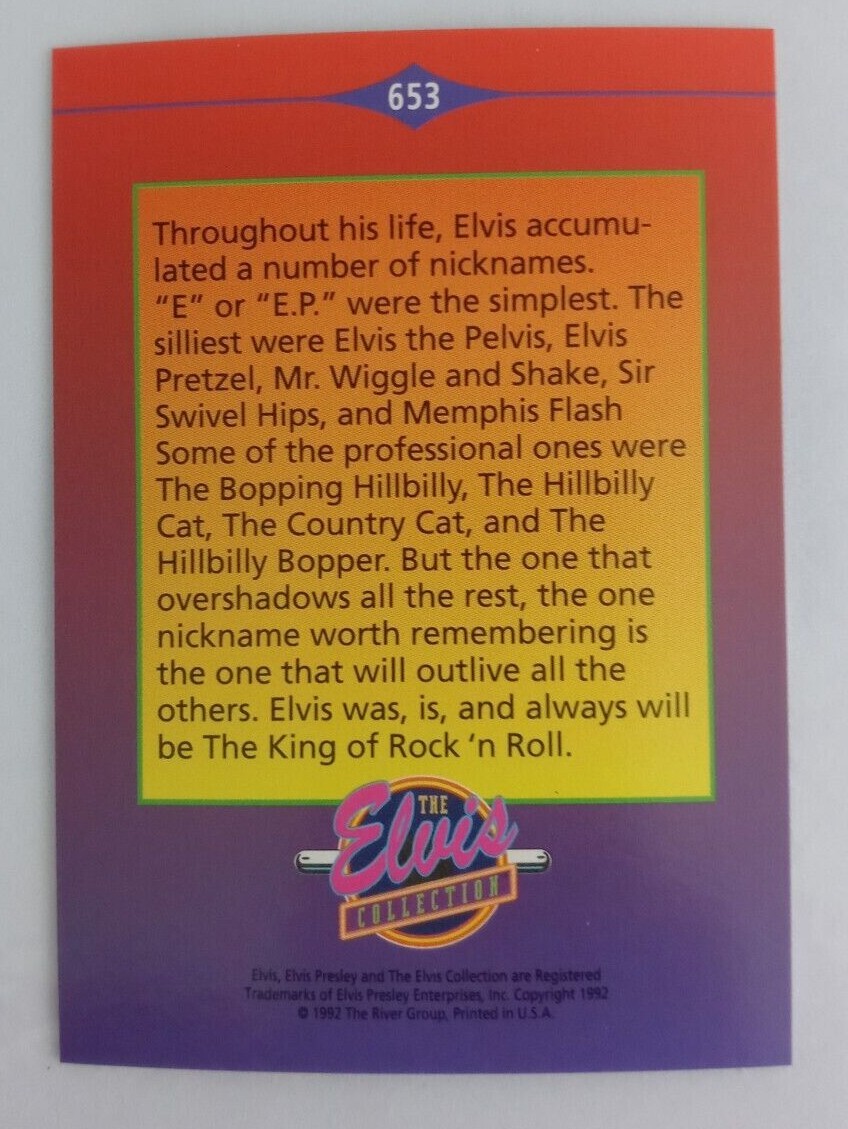 653
Throughout his life, Elvis accumu-
lated a number of nicknames.
“E” or “E.P.” were the simplest. The
silliest were Elvis the Pelvis, Elvis
Pretzel, Mr. Wiggle and Shake, Sir
Swivel Hips, and Memphis Flash
Some of the professional ones were
The Bopping Hillbilly, The Hillbilly
Cat, The Country Cat, and The
Hillbilly Bopper. But the one that
overshadows all the rest, the one
nickname worth remembering is
the one that will outlive all the
others. Elvis was, is, and always will
be The King of Rock ‘n Roll.
THE
Elvis
COLLECTION
Elvis, Elvis Presley and The Elvis Collection are Registered
Trademarks of Elvis Presley Enterprises, Inc. Copyright 1992
© 1992 The River Group, Printed in U.S.A.